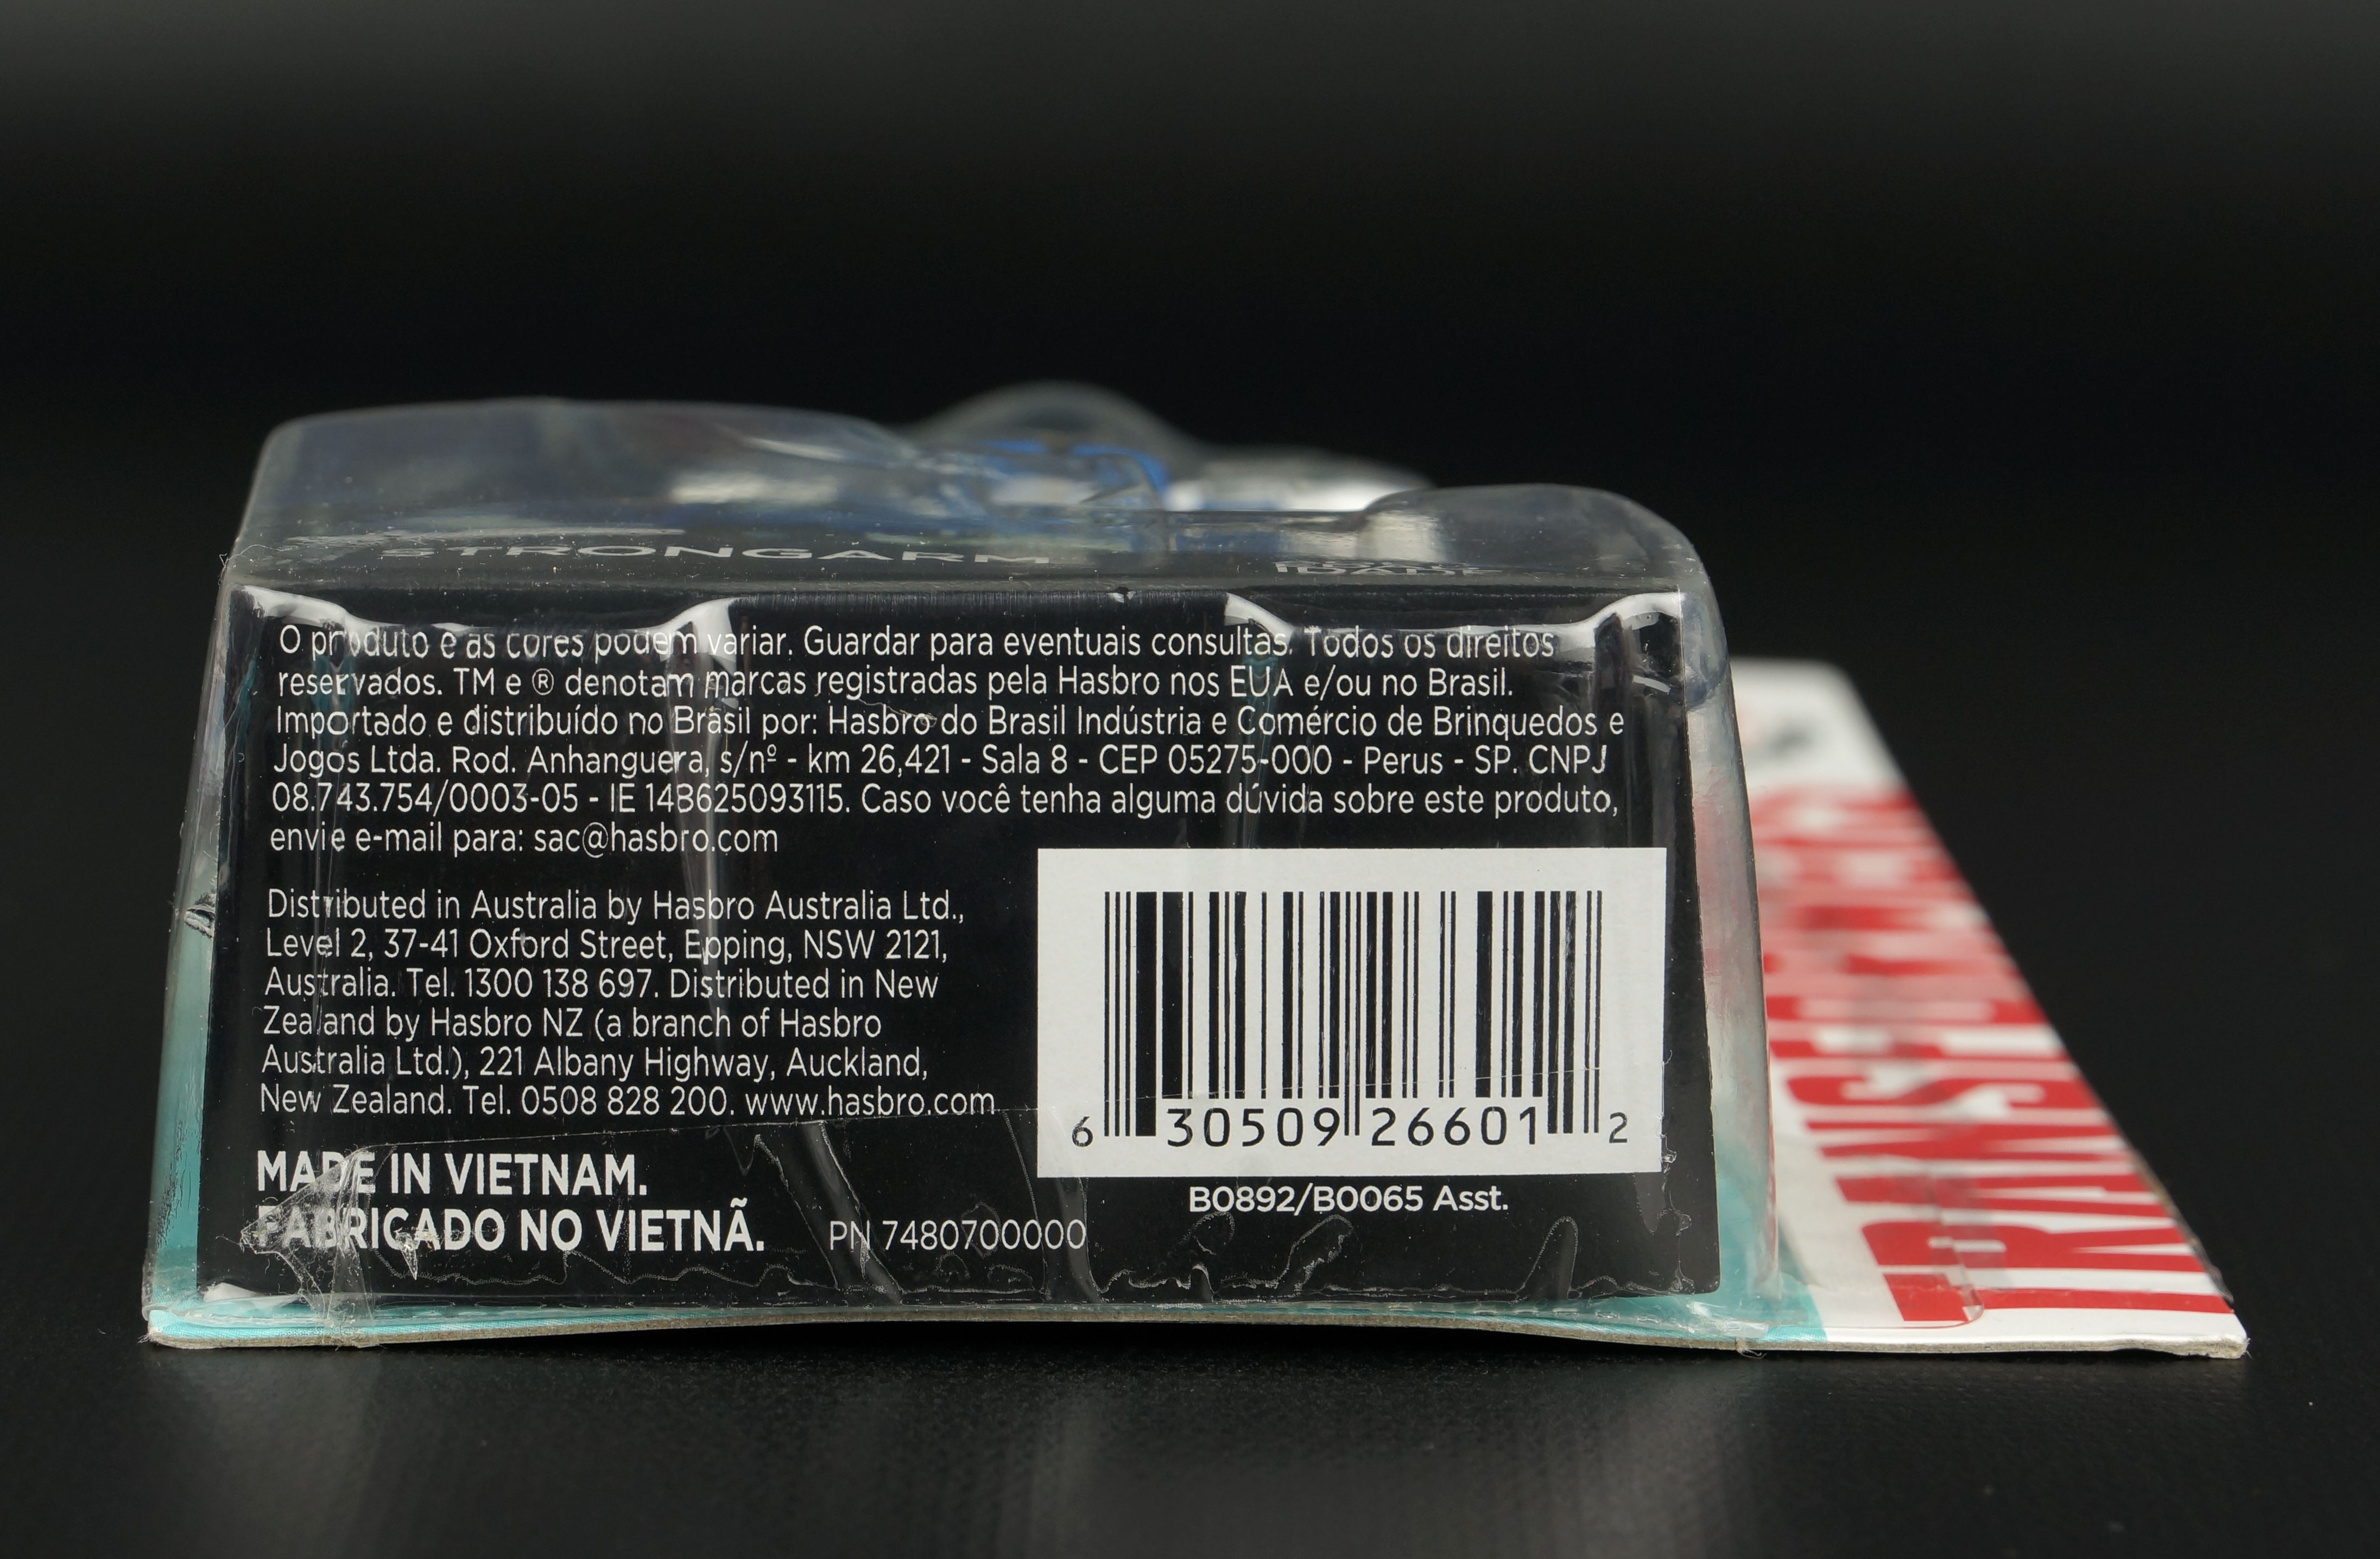 STRONGARM
IDADE
O produto e as cores podem variar. Guardar para eventuais consultas. Todos os direitos
reservados. TM e ® denotam marcas registradas pela Hasbro nos EUA e/ou no Brasil.
Importado e distribuído no Brasil por: Hasbro do Brasil Indústria e Comércio de Brinquedos e
Jogos Ltda. Rod. Anhanguera, s/nº - km 26,421 - Sala 8 - CEP 05275-000 - Perus - SP. CNPJ
08.743.754/0003-05 - IE 148625093115. Caso você tenha alguma dúvida sobre este produto,
envie e-mail para: sac@hasbro.com
Distributed in Australia by Hasbro Australia Ltd.,
Level 2, 37-41 Oxford Street, Epping, NSW 2121,
Australia. Tel. 1300 138 697. Distributed in New
Zealand by Hasbro NZ (a branch of Hasbro
Australia Ltd.), 221 Albany Highway, Auckland,
New Zealand. Tel. 0508 828 200. www.hasbro.com
MADE IN VIETNAM.
FABRICADO NO VIETNÃ.
PN 7480700000
6 30509 26601 2
B0892/B0065 Asst.